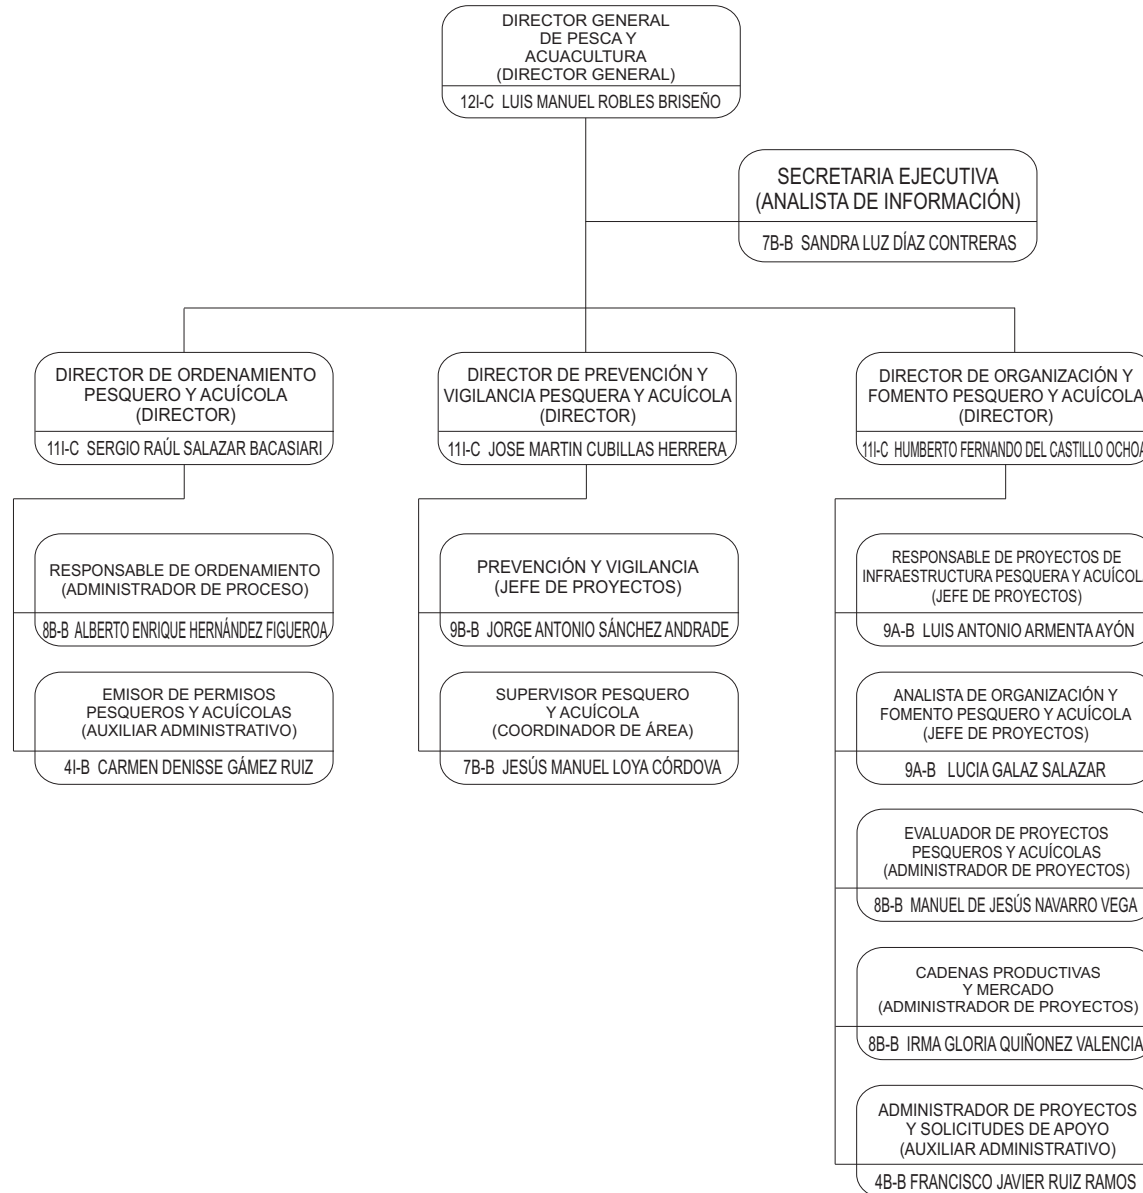 DIRECTOR GENERAL
DE PESCA Y
ACUACULTURA
(DIRECTOR GENERAL)
12I-C LUIS MANUEL ROBLES BRISEÑO
SECRETARIA EJECUTIVA
(ANALISTA DE INFORMACIÓN)
7B-B SANDRA LUZ DÍAZ CONTRERAS
DIRECTOR DE ORDENAMIENTO
PESQUERO Y ACUÍCOLA
(DIRECTOR)
11I-C SERGIO RAÚL SALAZAR BACASIARI
RESPONSABLE DE ORDENAMIENTO
(ADMINISTRADOR DE PROCESO)
8B-B ALBERTO ENRIQUE HERNÁNDEZ FIGUEROA
EMISOR DE PERMISOS
PESQUEROS Y ACUÍCOLAS
(AUXILIAR ADMINISTRATIVO)
4I-B CARMEN DENISSE GÁMEZ RUIZ
DIRECTOR DE PREVENCIÓN Y
VIGILANCIA PESQUERA Y ACUÍCOLA
(DIRECTOR)
11I-C JOSE MARTIN CUBILLAS HERRERA
PREVENCIÓN Y VIGILANCIA
(JEFE DE PROYECTOS)
9B-B JORGE ANTONIO SÁNCHEZ ANDRADE
SUPERVISOR PESQUERO
Y ACUÍCOLA
(COORDINADOR DE ÁREA)
7B-B JESÚS MANUEL LOYA CÓRDOVA
DIRECTOR DE ORGANIZACIÓN Y
FOMENTO PESQUERO Y ACUÍCOLA
(DIRECTOR)
11I-C HUMBERTO FERNANDO DEL CASTILLO OCHOA
RESPONSABLE DE PROYECTOS DE
INFRAESTRUCTURA PESQUERA Y ACUÍCOLA
(JEFE DE PROYECTOS)
9A-B LUIS ANTONIO ARMENTA AYÓN
ANALISTA DE ORGANIZACIÓN Y
FOMENTO PESQUERO Y ACUÍCOLA
(JEFE DE PROYECTOS)
9A-B LUCIA GALAZ SALAZAR
EVALUADOR DE PROYECTOS
PESQUEROS Y ACUÍCOLAS
(ADMINISTRADOR DE PROYECTOS)
8B-B MANUEL DE JESÚS NAVARRO VEGA
CADENAS PRODUCTIVAS
Y MERCADO
(ADMINISTRADOR DE PROYECTOS)
8B-B IRMA GLORIA QUIÑONEZ VALENCIA
ADMINISTRADOR DE PROYECTOS
Y SOLICITUDES DE APOYO
(AUXILIAR ADMINISTRATIVO)
4B-B FRANCISCO JAVIER RUIZ RAMOS